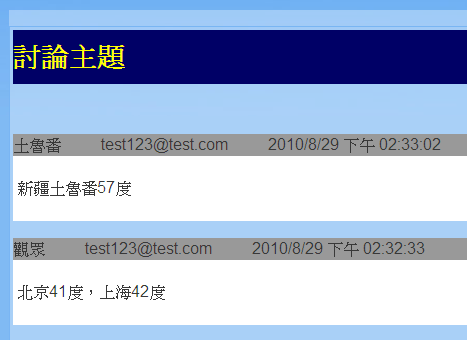 討論主題
土魯番 test123@test.com 2010/8/29 下午 02:33:02
新疆土魯番57度
觀眾 test123@test.com 2010/8/29 下午 02:32:33
北京41度，上海42度